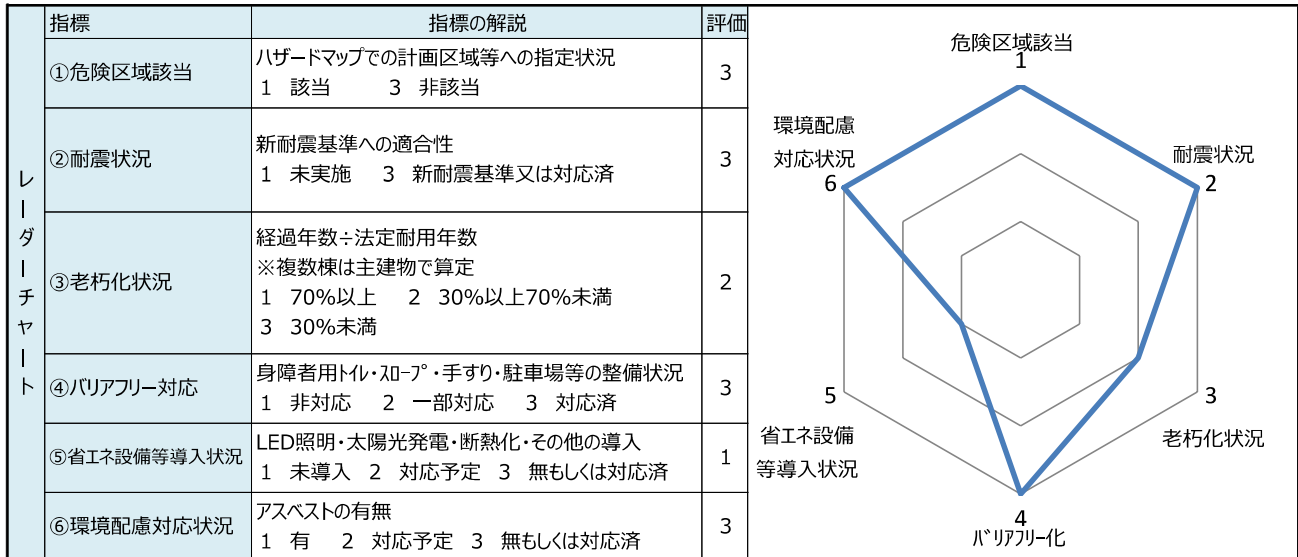 レーダーチャート
指標 指標の解説 評価
①危険区域該当 ハザードマップでの計画区域等への指定状況
1 該当 3 非該当 3
②耐震状況 新耐震基準への適合性
1 未実施 3 新耐震基準又は対応済 3
③老朽化状況 経過年数÷法定耐用年数
※複数棟は主建物で算定
1 70%以上 2 30%以上70%未満
3 30%未満 2
④バリアフリー対応 身障者用トイレ・スロープ・手すり・駐車場等の整備状況
1 非対応 2 一部対応 3 対応済 3
⑤省エネ設備等導入状況 LED照明・太陽光発電・断熱化・その他の導入
1 未導入 2 対応予定 3 無もしくは対応済 1
⑥環境配慮対応状況 アスベストの有無
1 有 2 対応予定 3 無もしくは対応済 3
危険区域該当
1
耐震状況
2
3
老朽化状況
4
バリアフリー化
5
省エネ設備
等導入状況
環境配慮
対応状況
6